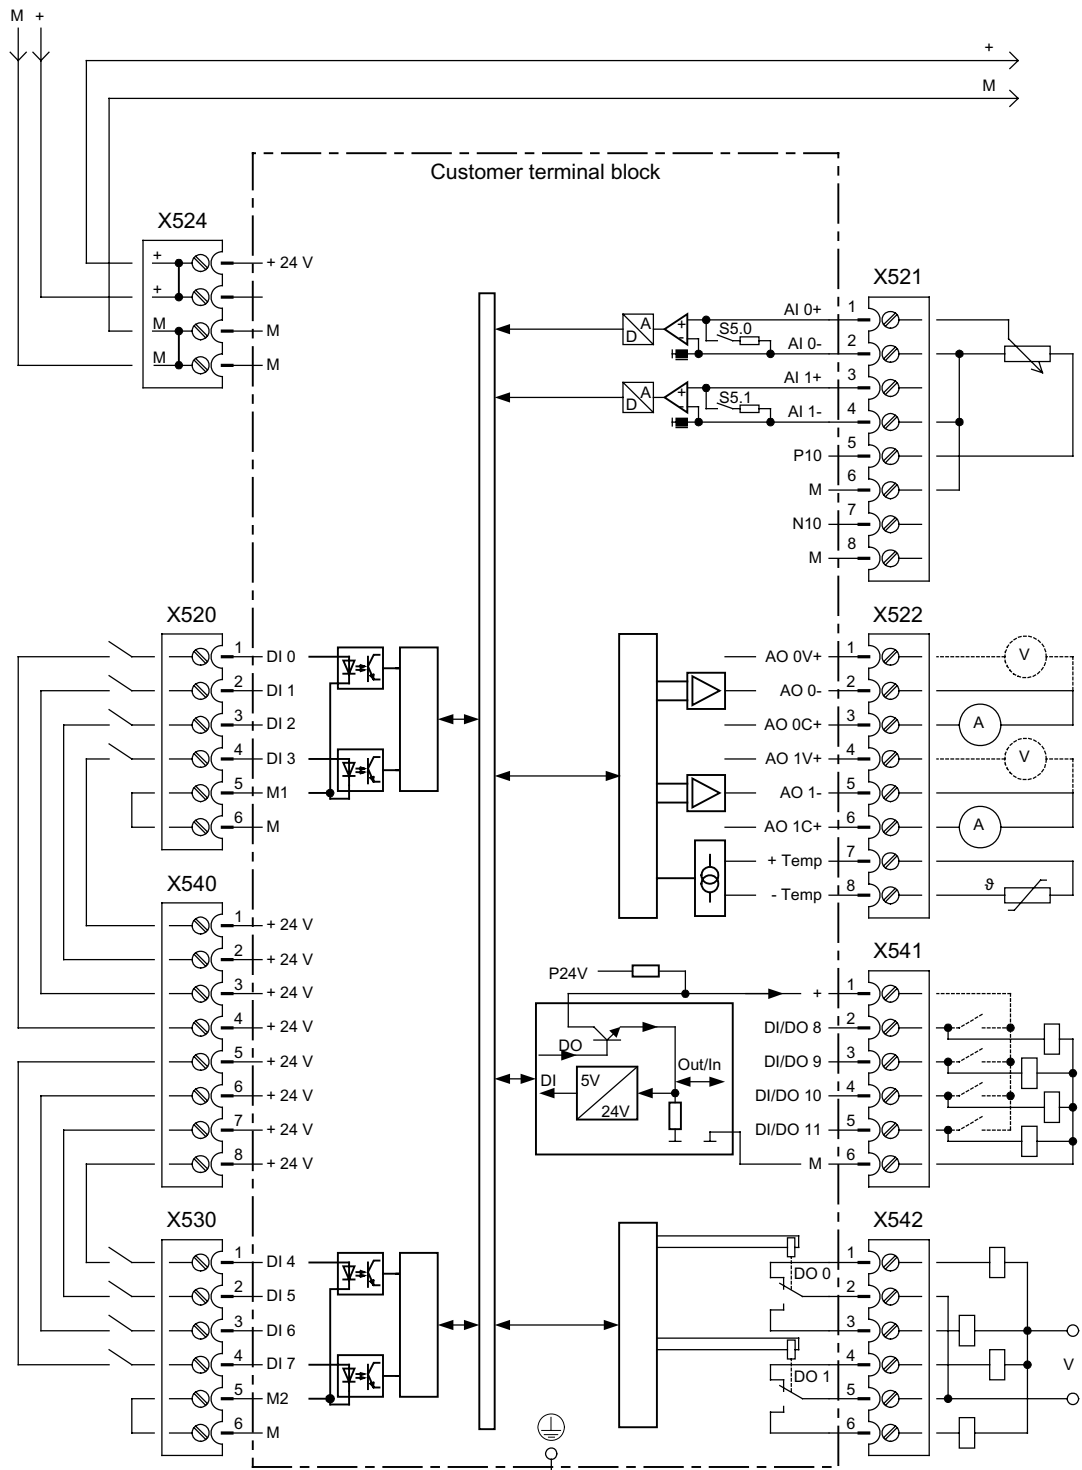 M +
+
M
Customer terminal block
X524
+ + 24 V
+
M M
M M
X521
AI 0+ 1
S5.0
A
D
+
-
AI 0- 2
AI 1+ 3
S5.1
A
D
+
-
AI 1- 4
P10 5
M 6
N10 7
M 8
X520
1 DI 0
2 DI 1
3 DI 2
4 DI 3
5 M1
6 M
X522
AO 0V+ 1 V
AO 0- 2
AO 0C+ 3 A
AO 1V+ 4 V
AO 1- 5
AO 1C+ 6 A
+ Temp 7
- Temp 8 ϑ
X540
1 + 24 V
2 + 24 V
3 + 24 V
4 + 24 V
5 + 24 V
6 + 24 V
7 + 24 V
8 + 24 V
X541
P24V
+ 1
DI/DO 8 2
DO
DI/DO 9 3
Out/In
DI
5V
24V
DI/DO 10 4
DI/DO 11 5
M 6
X530
1 DI 4
2 DI 5
3 DI 6
4 DI 7
5 M2
6 M
X542
1
DO 0
2
3
4
V
DO 1
5
6